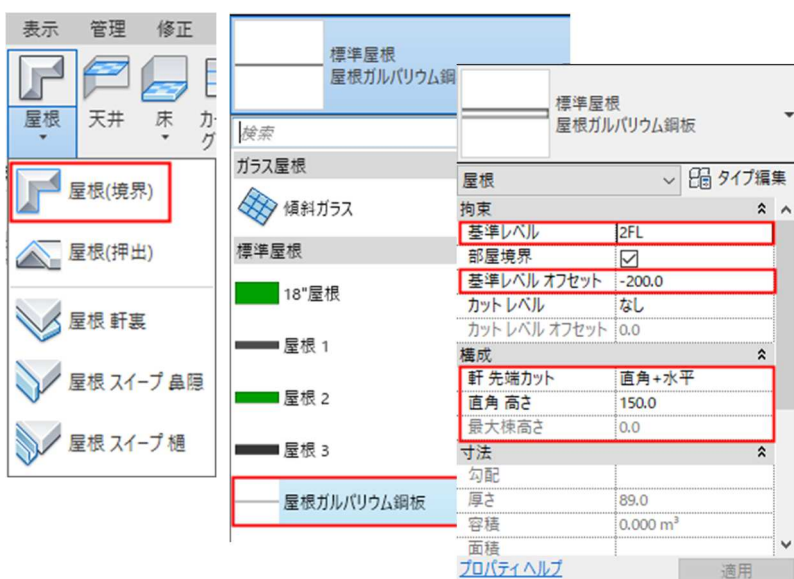 表示 管理 修正
屋根 天井 床 カー
グ
屋根(境界)
屋根(押出)
屋根 軒裏
屋根 スイープ 鼻隠
屋根 スイープ 樋
標準屋根
屋根ガルバリウム鋼
検索
ガラス屋根
傾斜ガラス
標準屋根
18"屋根
屋根 1
屋根 2
屋根 3
屋根ガルバリウム鋼板
標準屋根
屋根ガルバリウム鋼板
屋根 タイプ編集
拘束
基準レベル 2FL
部屋境界
基準レベル オフセット -200.0
カット レベル なし
カット レベル オフセット 0.0
構成
軒 先端カット 直角+水平
直角 高さ 150.0
最大棟高さ 0.0
寸法
勾配
厚さ 89.0
容積 0.000 m³
面積
プロパティ ヘルプ 適用